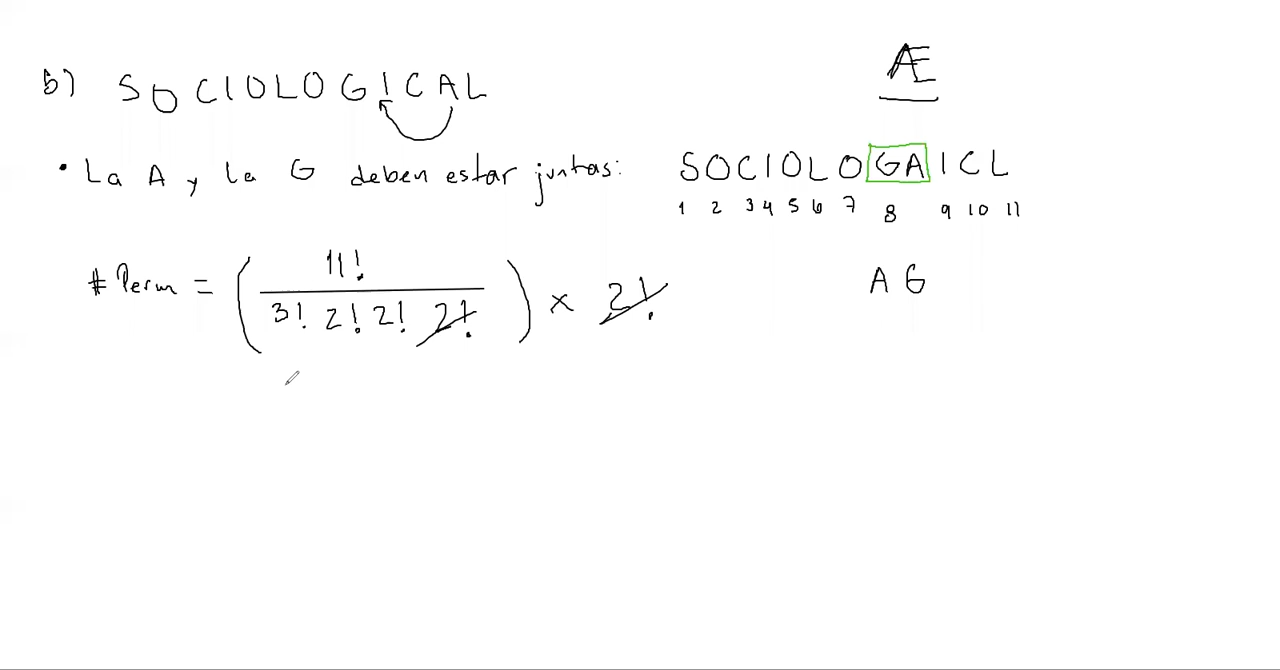 Æ
b) SOCIOLOGICAL
• La A y la G deben estar juntas: SOCIOLOGAICL
1 2 3 4 5 6 7 8 9 10 11
# Perm = ( 11! / 3! 2! 2! 2! ) × 2!
A G